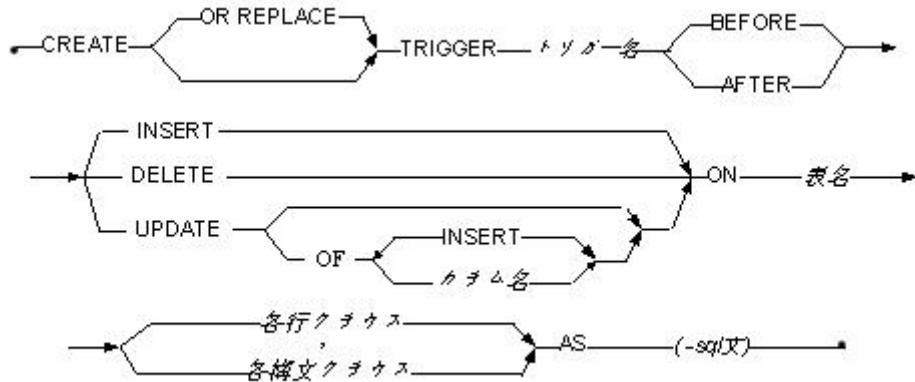 OR REPLACE
BEFORE
CREATE TRIGGER トリガ名
AFTER
INSERT
DELETE ON 表名
UPDATE
INSERT
OF
カラム名
各行クラウス
,
AS (-sql文)
各構文クラウス